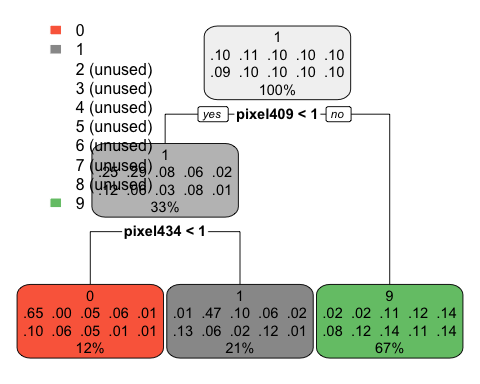 0
1
2 (unused)
3 (unused)
4 (unused)
5 (unused)
6 (unused)
7 (unused)
8 (unused)
9
1
.10 .11 .10 .10 .10
.09 .10 .10 .10 .10
100%
yes pixel409 < 1 no
1
.25 .29 .08 .06 .02
.12 .06 .03 .08 .01
33%
pixel434 < 1
0
.65 .00 .05 .06 .01
.10 .06 .05 .01 .01
12%
1
.01 .47 .10 .06 .02
.13 .06 .02 .12 .01
21%
9
.02 .02 .11 .12 .14
.08 .12 .14 .11 .14
67%